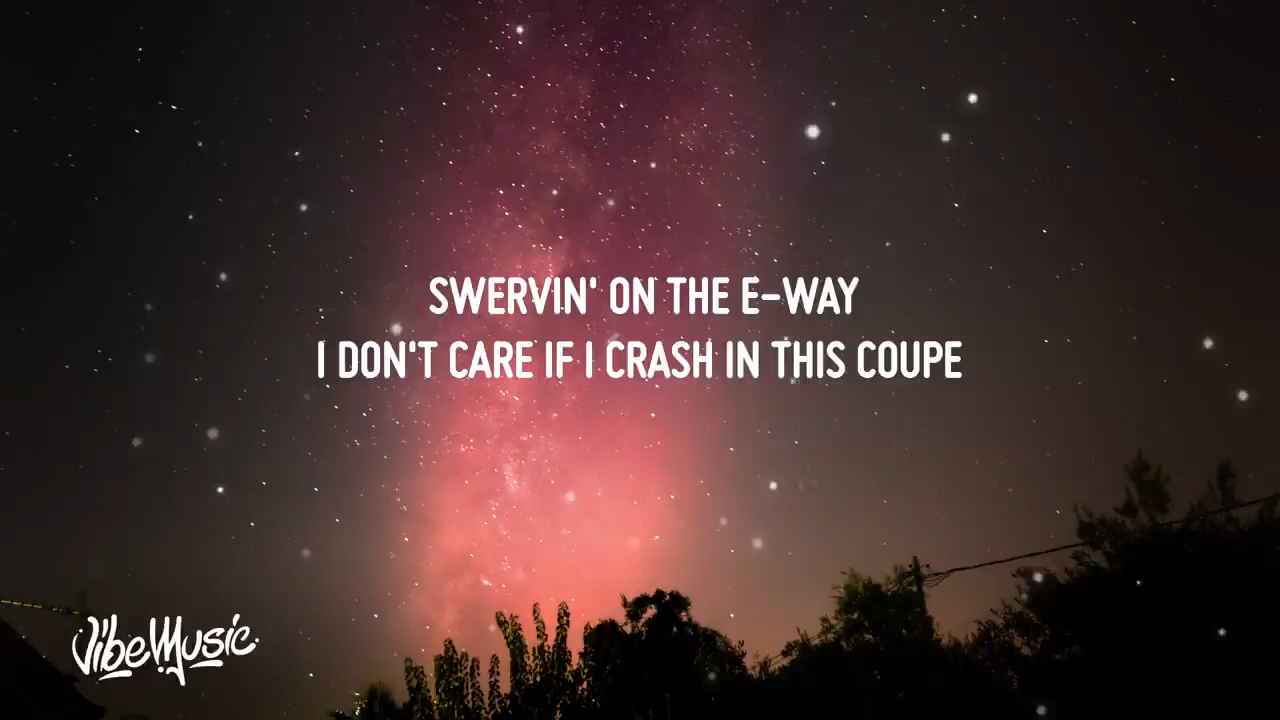 SWERVIN' ON THE E-WAY
I DON'T CARE IF I CRASH IN THIS COUPE
VibeMusic